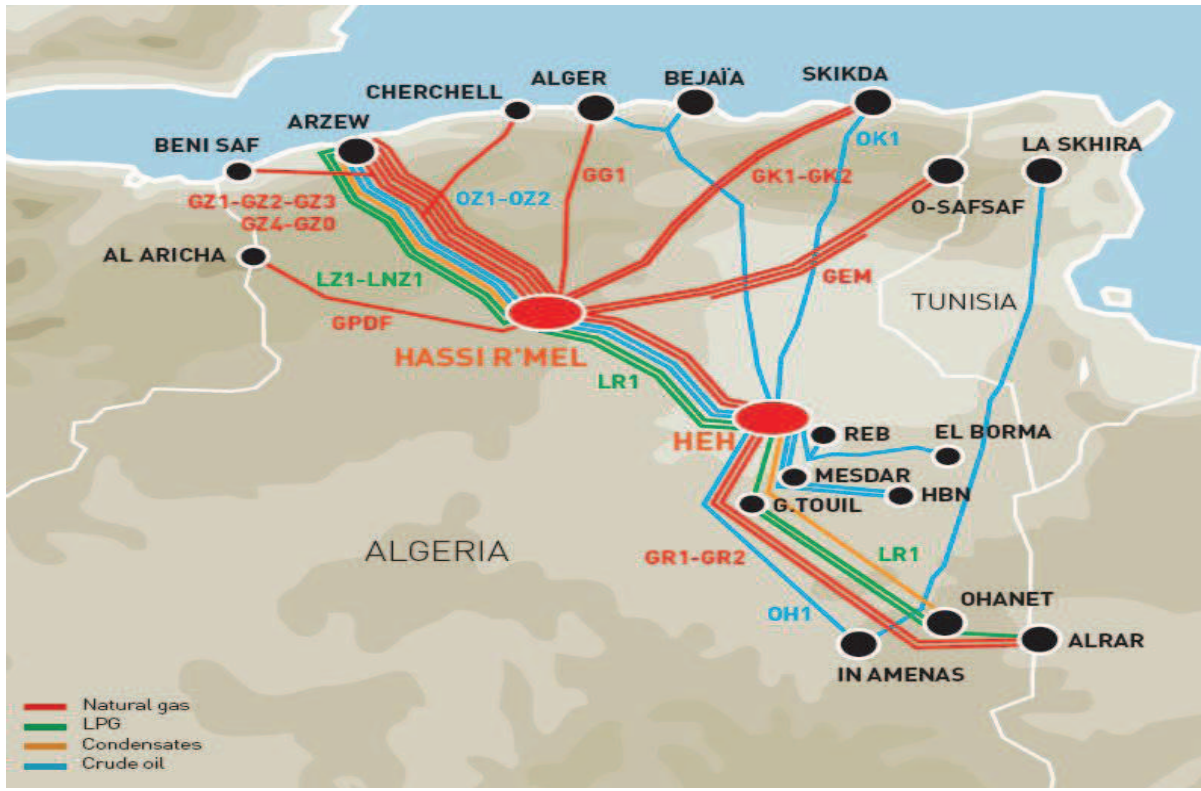 SKIKDA
BEJAÏA
ALGER
CHERCHELL
ARZEW
OK1
BENI SAF
LA SKHIRA
GG1
GK1-GK2
GZ1-GZ2-GZ3
OZ1-OZ2
O-SAFSAF
GZ4-GZ0
AL ARICHA
LZ1-LNZ1
GEM
TUNISIA
GPDF
HASSI R'MEL
LR1
HEH
REB
EL BORMA
MESDAR
HBN
G.TOUIL
ALGERIA
GR1-GR2
LR1
OHANET
OH1
ALRAR
IN AMENAS
Natural gas
LPG
Condensates
Crude oil